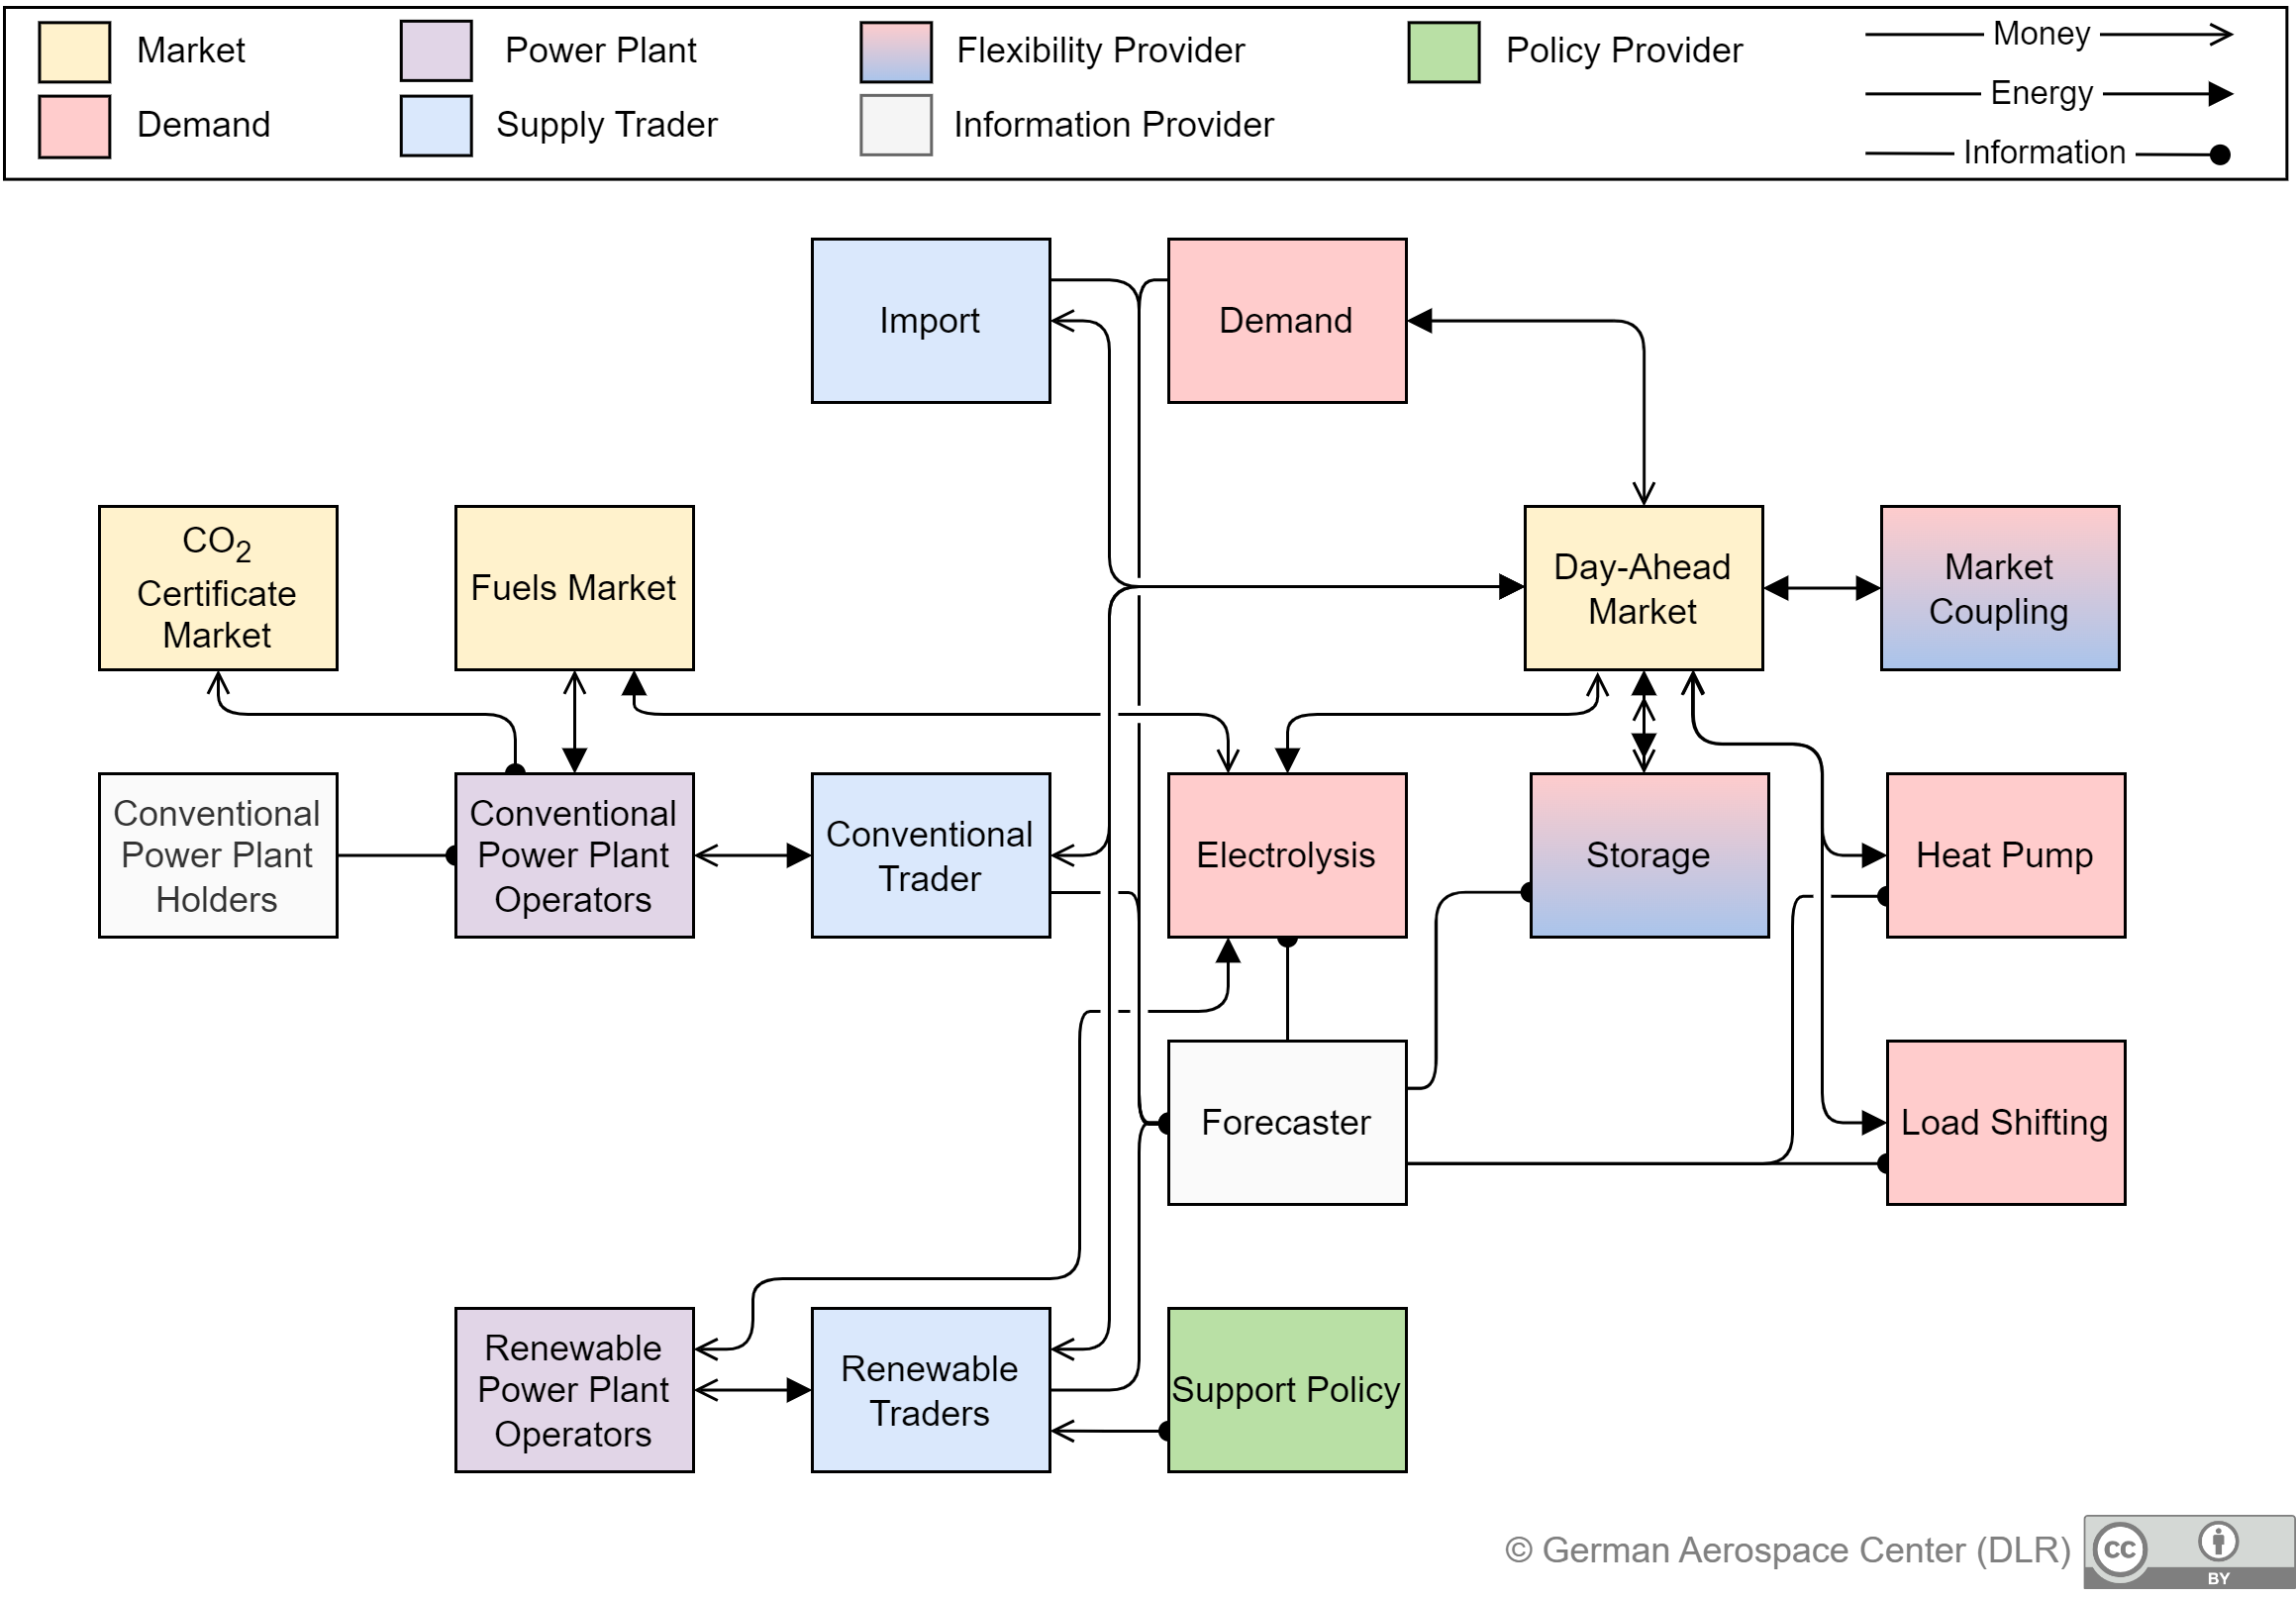 Market
Power Plant
Flexibility Provider
Policy Provider
Money
Energy
Demand
Supply Trader
Information Provider
Information
Import
Demand
CO2
Certificate
Market
Fuels Market
Day-Ahead
Market
Market
Coupling
Conventional
Power Plant
Holders
Conventional
Power Plant
Operators
Conventional
Trader
Electrolysis
Storage
Heat Pump
Forecaster
Load Shifting
Renewable
Power Plant
Operators
Renewable
Traders
Support Policy
© German Aerospace Center (DLR)
cc
BY